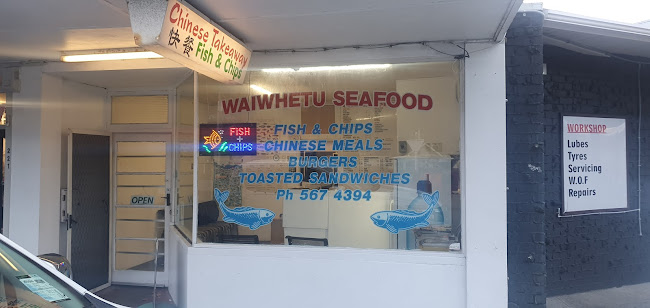 Chinese Takeaway
快餐 Fish & Chips
WAIWHETU SEAFOOD
FISH & CHIPS
CHINESE MEALS
BURGERS
TOASTED SANDWICHES
Ph 567 4394
FISH
+
CHIPS
OPEN
WORKSHOP
Lubes
Tyres
Servicing
W.O.F
Repairs